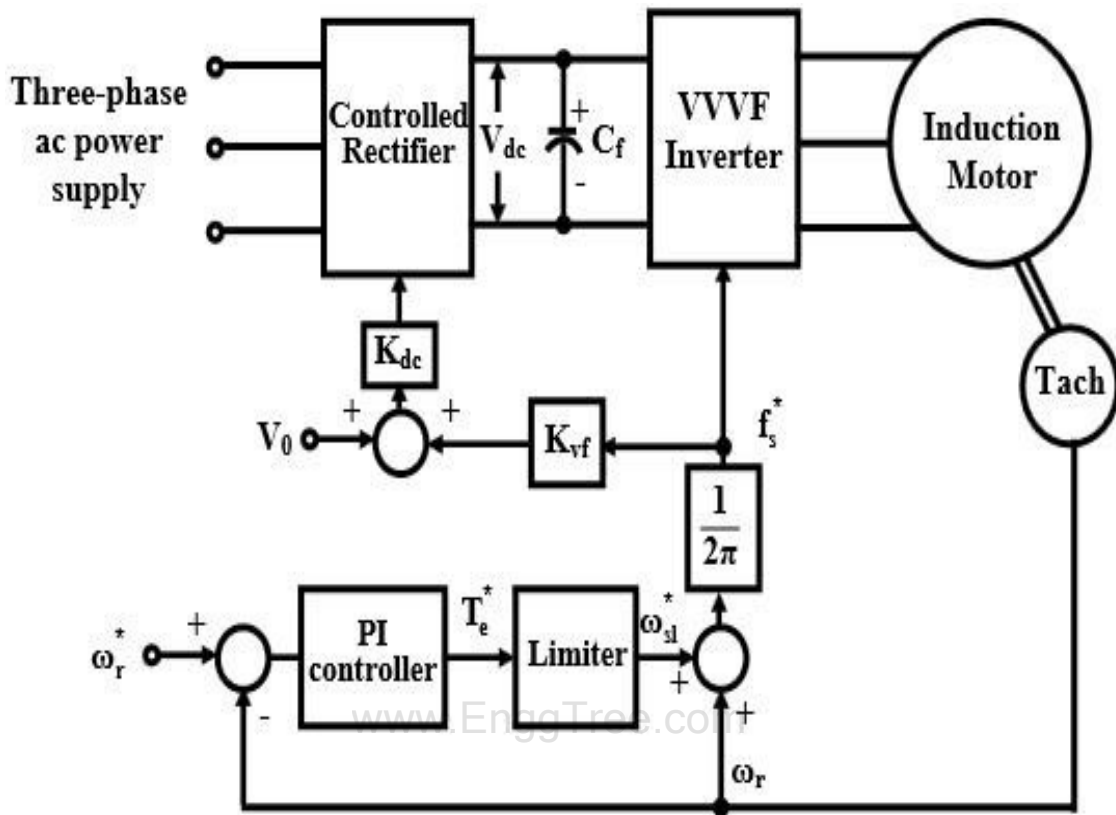 Three-phase
ac power
supply
Controlled
Rectifier
V_dc
+
C_f
-
VVVF
Inverter
Induction
Motor
Tach
K_dc
+
+
V_0
K_vf
f_s^*
1
2π
ω_r^*
+
-
PI
controller
T_e^*
Limiter
ω_sl^*
+
+
ω_r
www.EnggTree.com